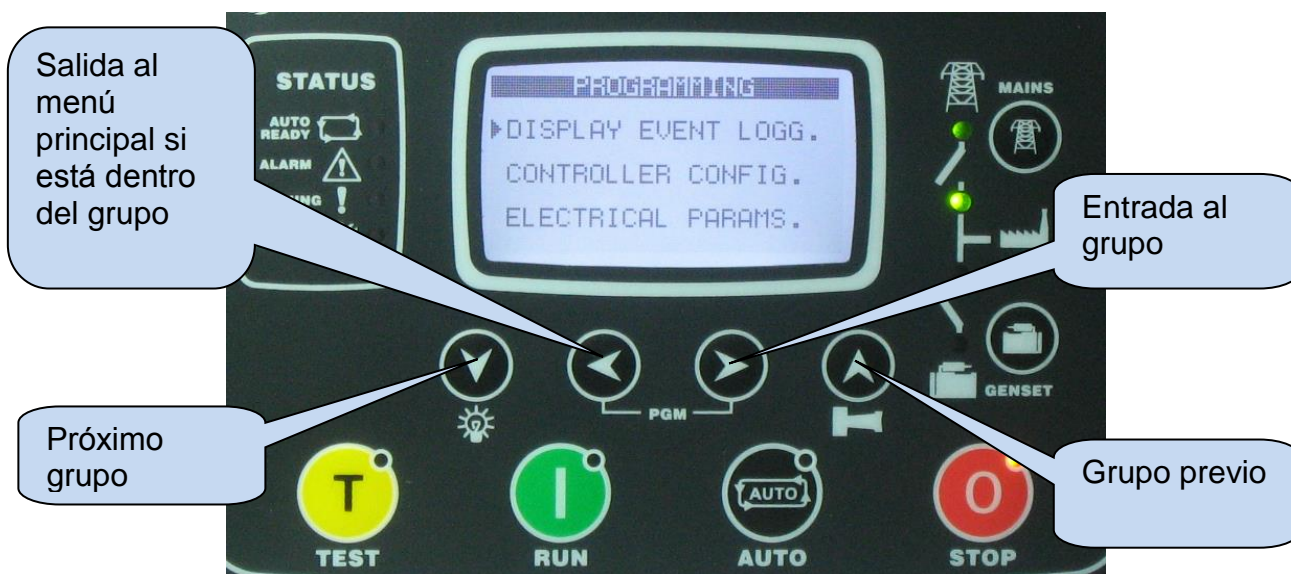 Salida al
menú
principal si
está dentro
del grupo
STATUS
AUTO
READY
ALARM
PROGRAMMING
DISPLAY EVENT LOGG.
CONTROLLER CONFIG.
ELECTRICAL PARAMS.
MAINS
Entrada al
grupo
PGM
GENSET
Próximo
grupo
Grupo previo
T
TEST
I
RUN
AUTO
AUTO
O
STOP